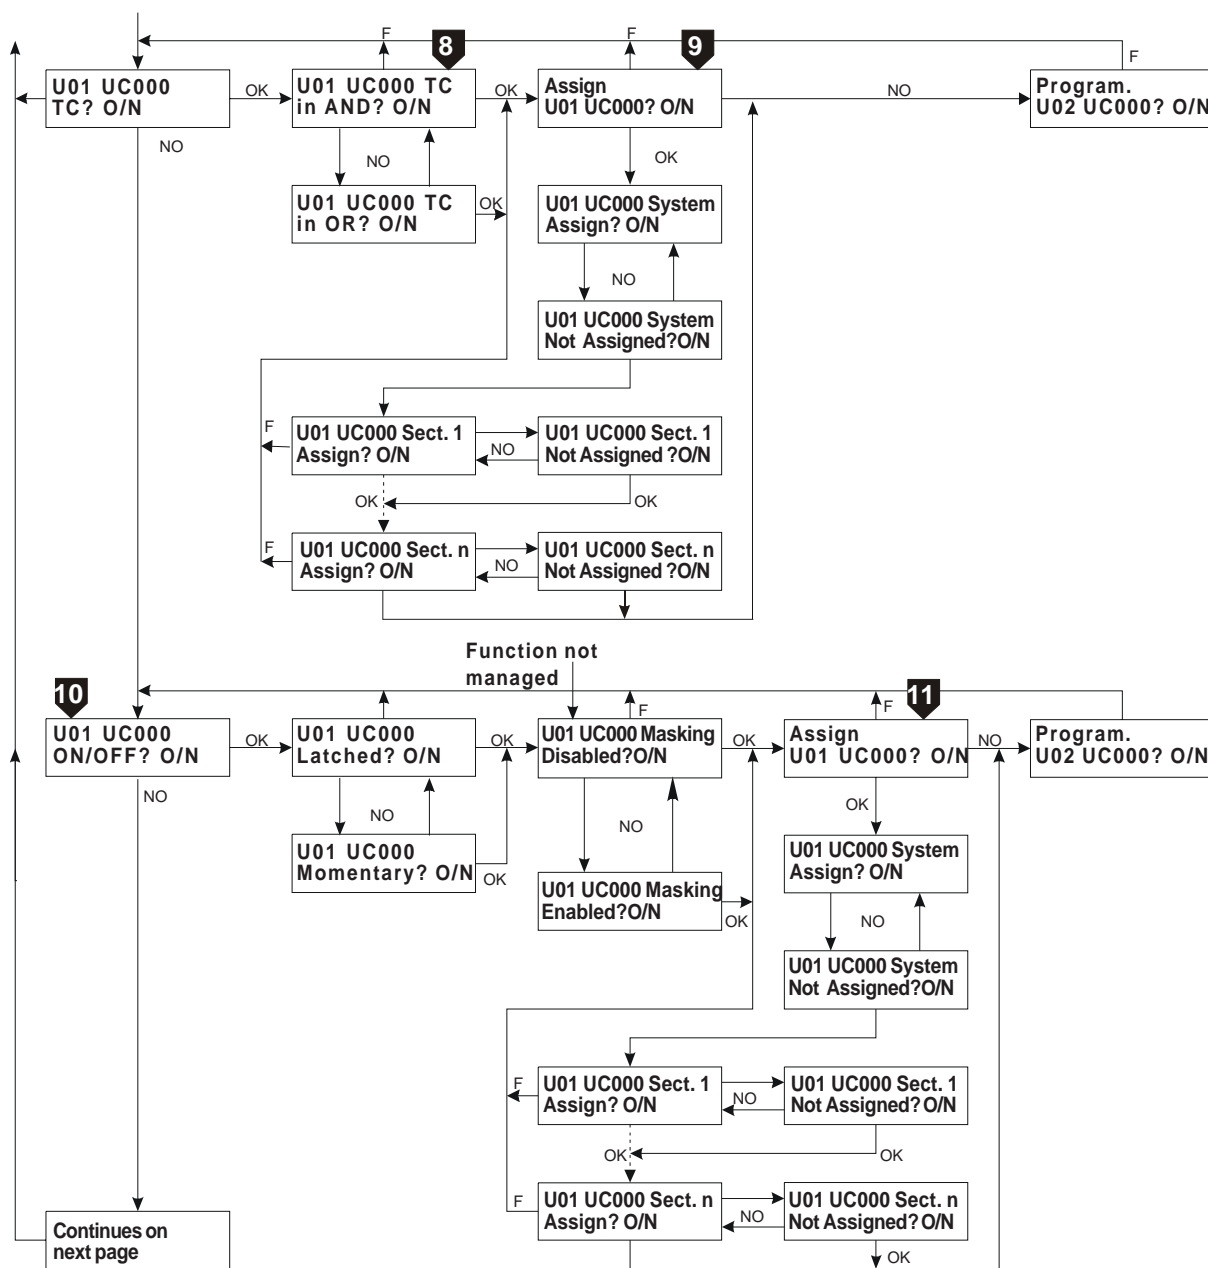 F
8
F
9
F
U01 UC000
TC? O/N
OK
U01 UC000 TC
in AND? O/N
OK
Assign
U01 UC000? O/N
NO
Program.
U02 UC000? O/N
NO
NO
OK
U01 UC000 TC
in OR? O/N
OK
U01 UC000 System
Assign? O/N
NO
U01 UC000 System
Not Assigned?O/N
F
U01 UC000 Sect. 1
Assign? O/N
NO
U01 UC000 Sect. 1
Not Assigned ?O/N
OK
OK
F
U01 UC000 Sect. n
Assign? O/N
NO
U01 UC000 Sect. n
Not Assigned ?O/N
Function not
managed
10
F
F
11
U01 UC000
ON/OFF? O/N
OK
U01 UC000
Latched? O/N
OK
U01 UC000 Masking
Disabled?O/N
OK
Assign
U01 UC000? O/N
NO
Program.
U02 UC000? O/N
NO
NO
NO
OK
U01 UC000
Momentary? O/N
OK
U01 UC000 Masking
Enabled?O/N
OK
U01 UC000 System
Assign? O/N
NO
U01 UC000 System
Not Assigned?O/N
F
U01 UC000 Sect. 1
Assign? O/N
NO
U01 UC000 Sect. 1
Not Assigned? O/N
OK
OK
F
U01 UC000 Sect. n
Assign? O/N
NO
U01 UC000 Sect. n
Not Assigned? O/N
OK
Continues on
next page